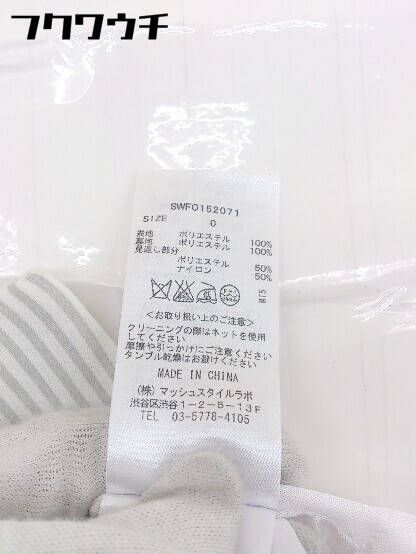 フクワウチ
SWFO152071
SIZE 0
表地 ポリエステル 100%
裏地 ポリエステル 100%
見返し部分
ポリエステル 50%
ナイロン 50%
NT5
<お取り扱い上のご注意>
クリーニングの際はネットを使用
してください
摩擦や引っかけにご注意ください
タンブル乾燥はお避けください
MADE IN CHINA
(株)マッシュスタイルラボ
渋谷区渋谷1-2-5-13F
TEL 03-5778-4105